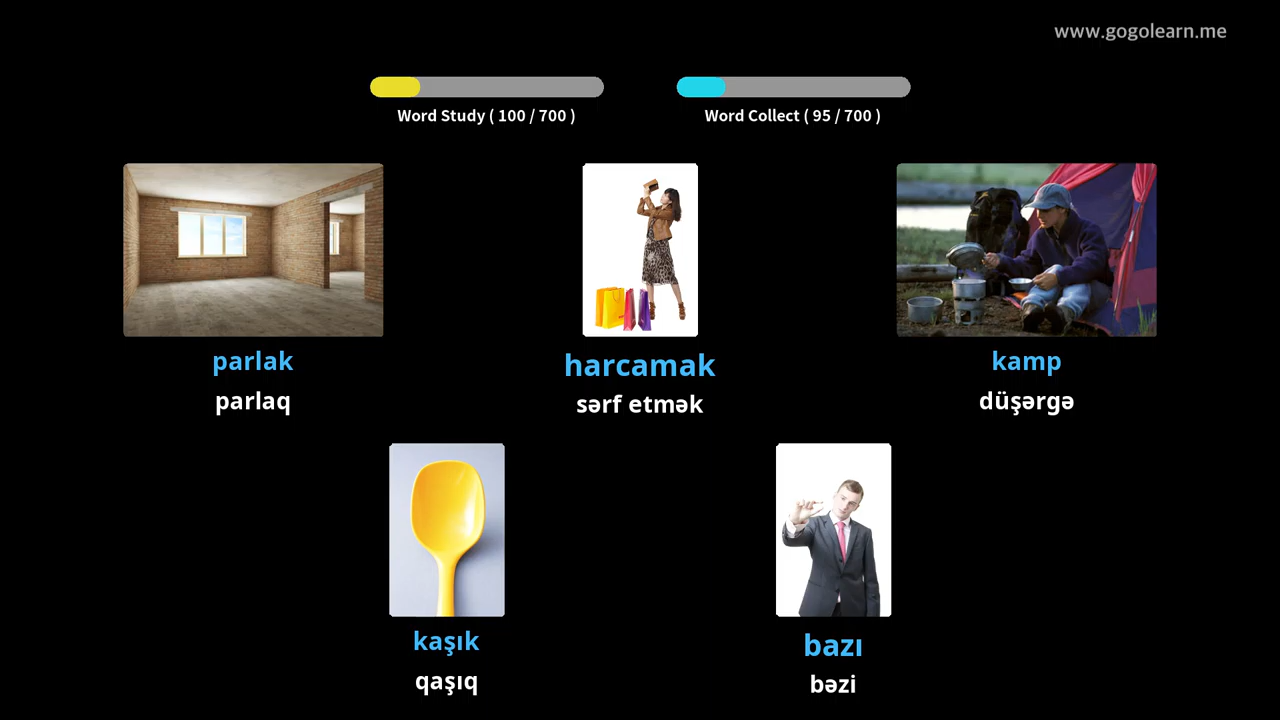 www.gogolearn.me
Word Study ( 100 / 700 )
Word Collect ( 95 / 700 )
parlak
parlaq
harcamak
sərf etmək
kamp
düşərgə
kaşık
qaşıq
bazı
bəzi